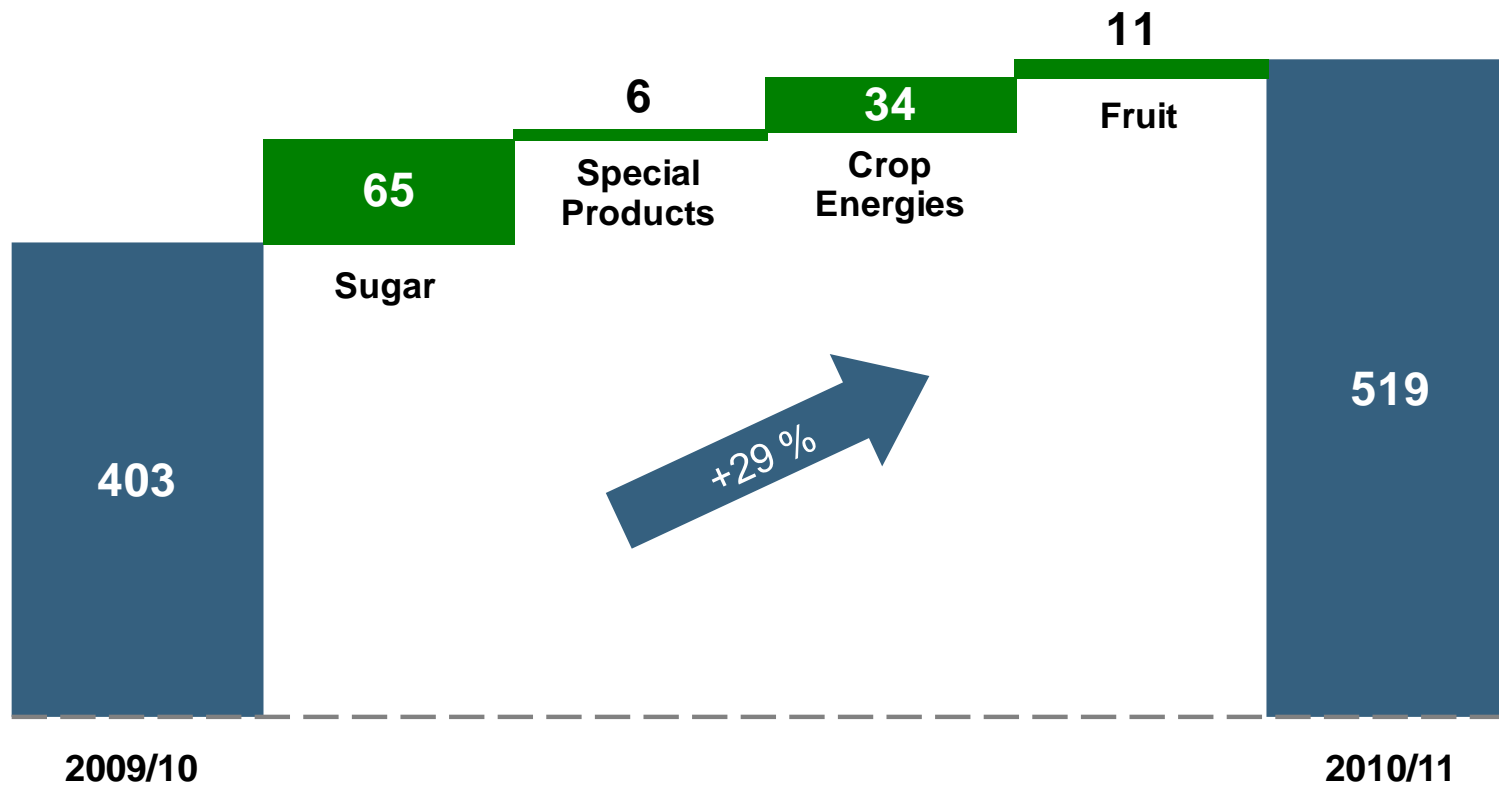 11
6
34
Fruit
65
Special
Products
Crop
Energies
Sugar
519
+29 %
403
2009/10
2010/11